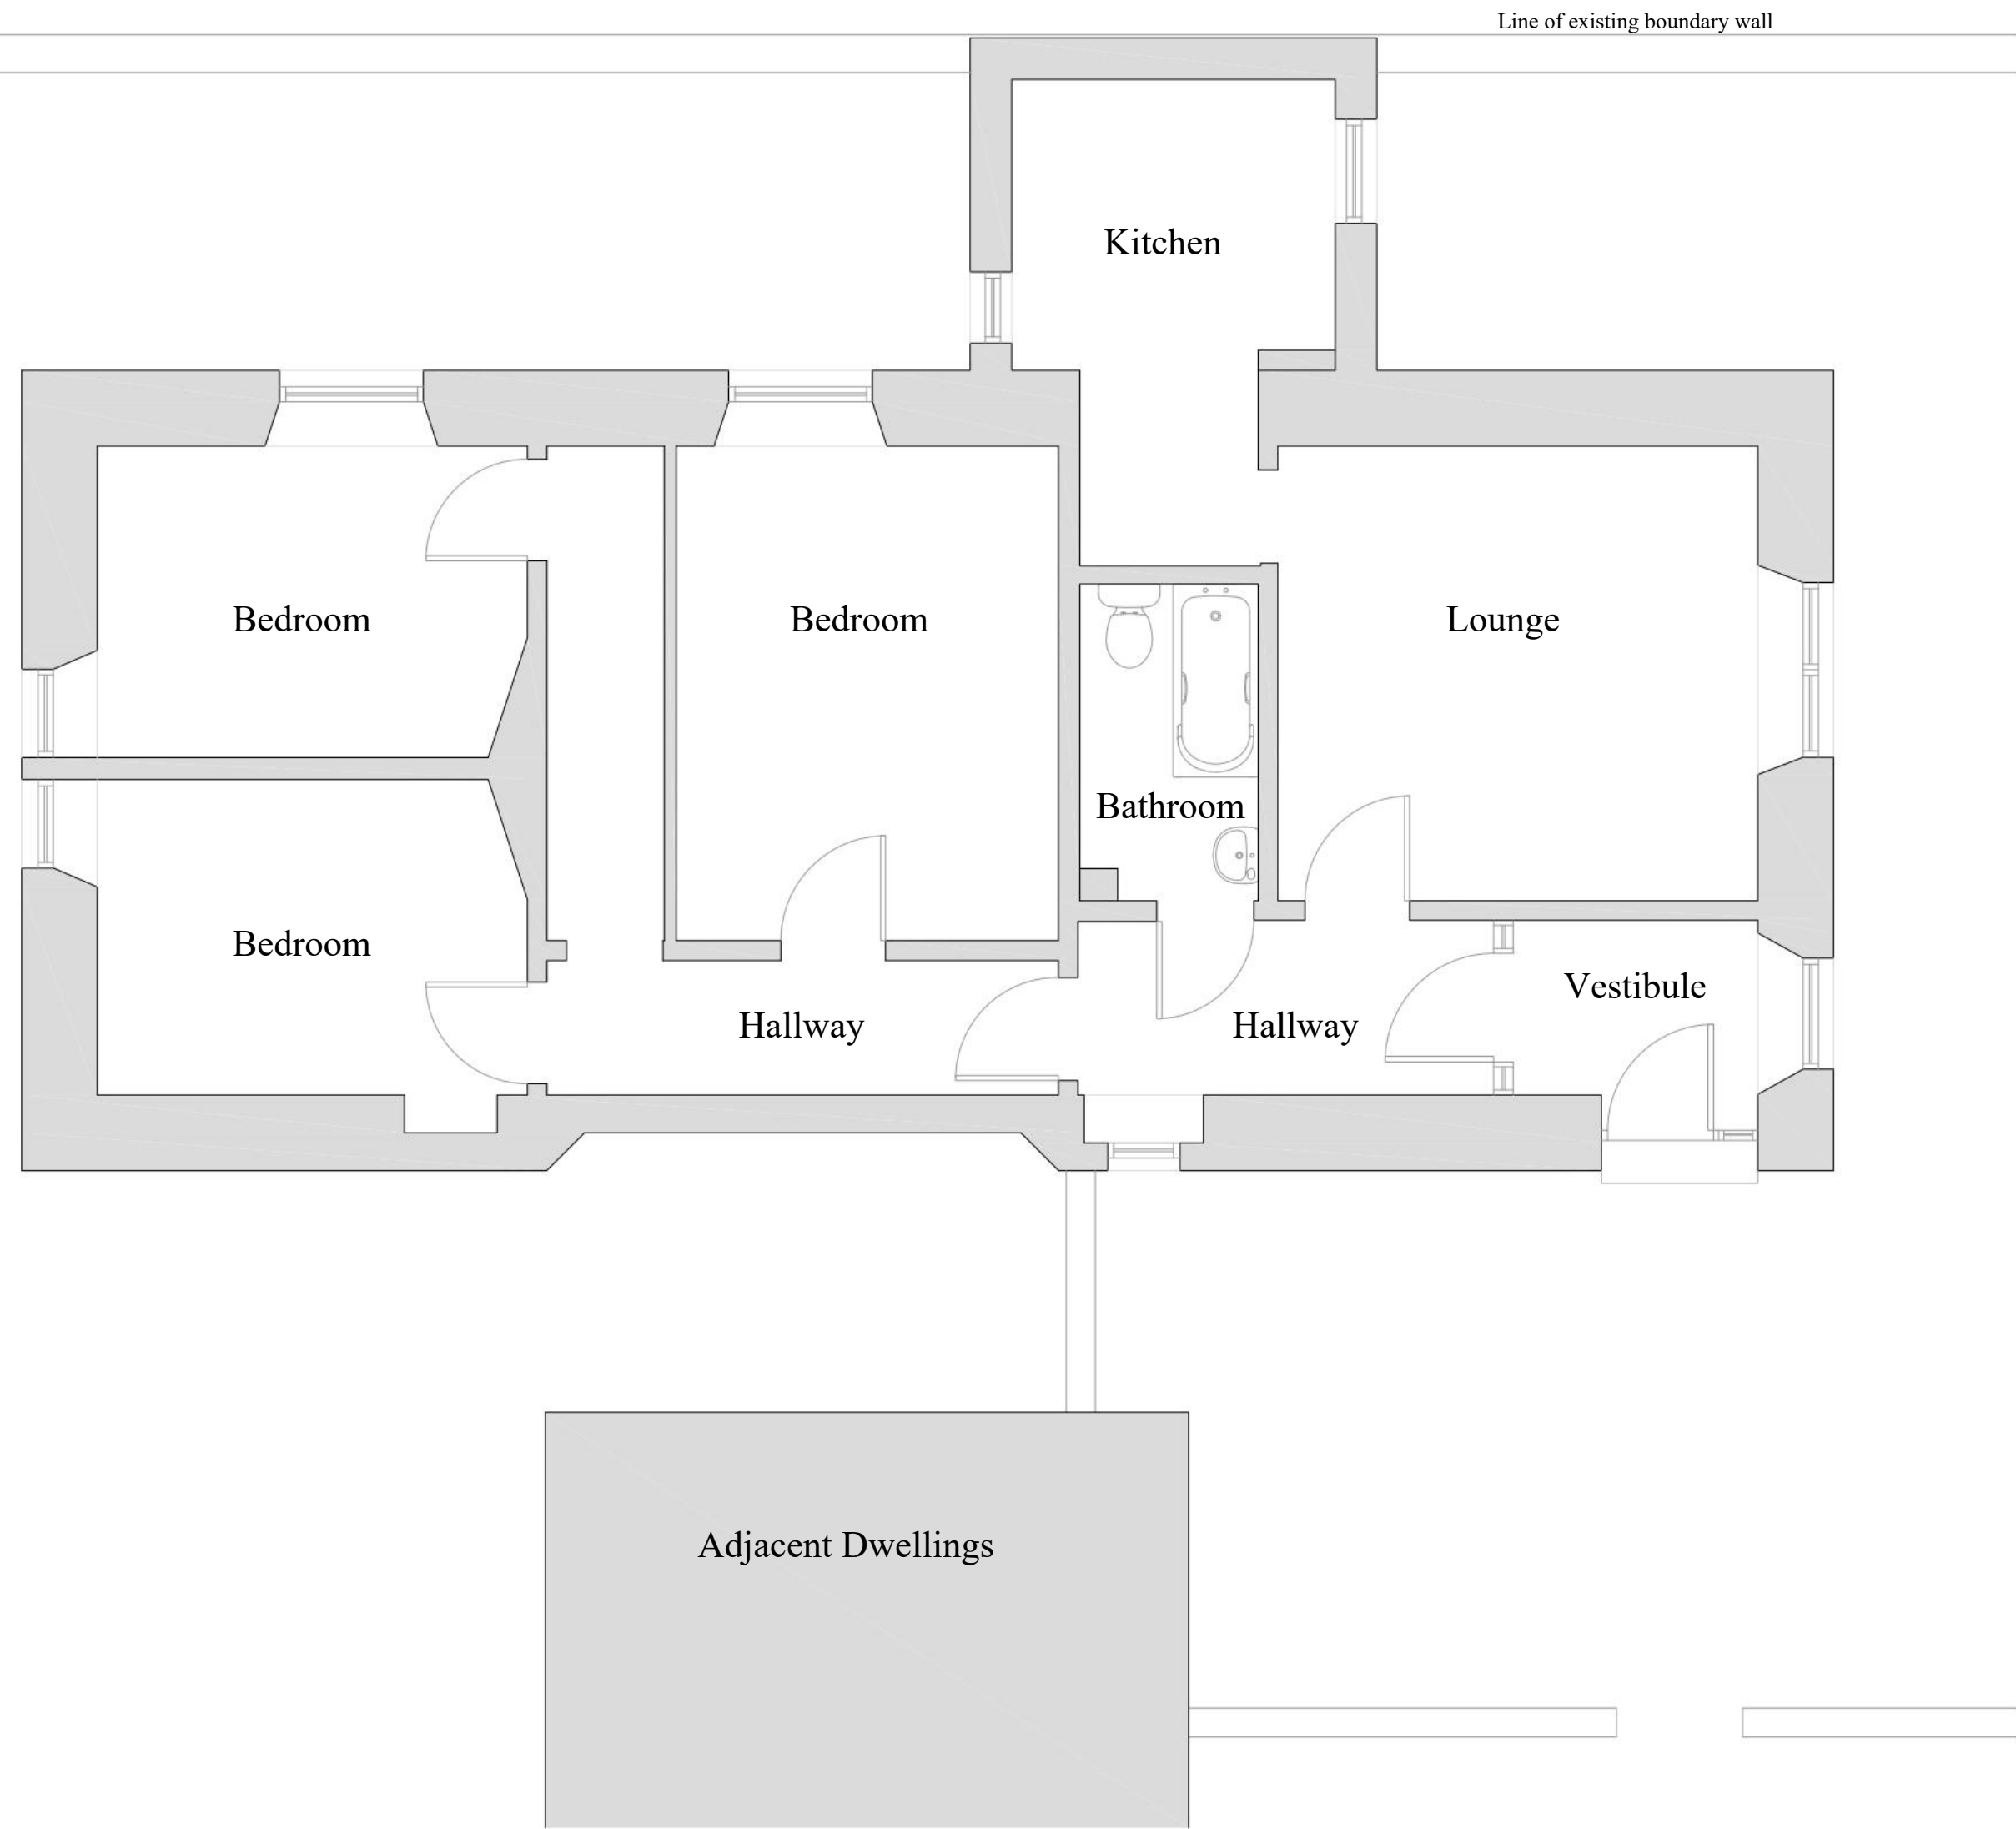 Line of existing boundary wall
Kitchen
Bedroom
Bedroom
Lounge
Bathroom
Bedroom
Vestibule
Hallway
Hallway
Adjacent Dwellings